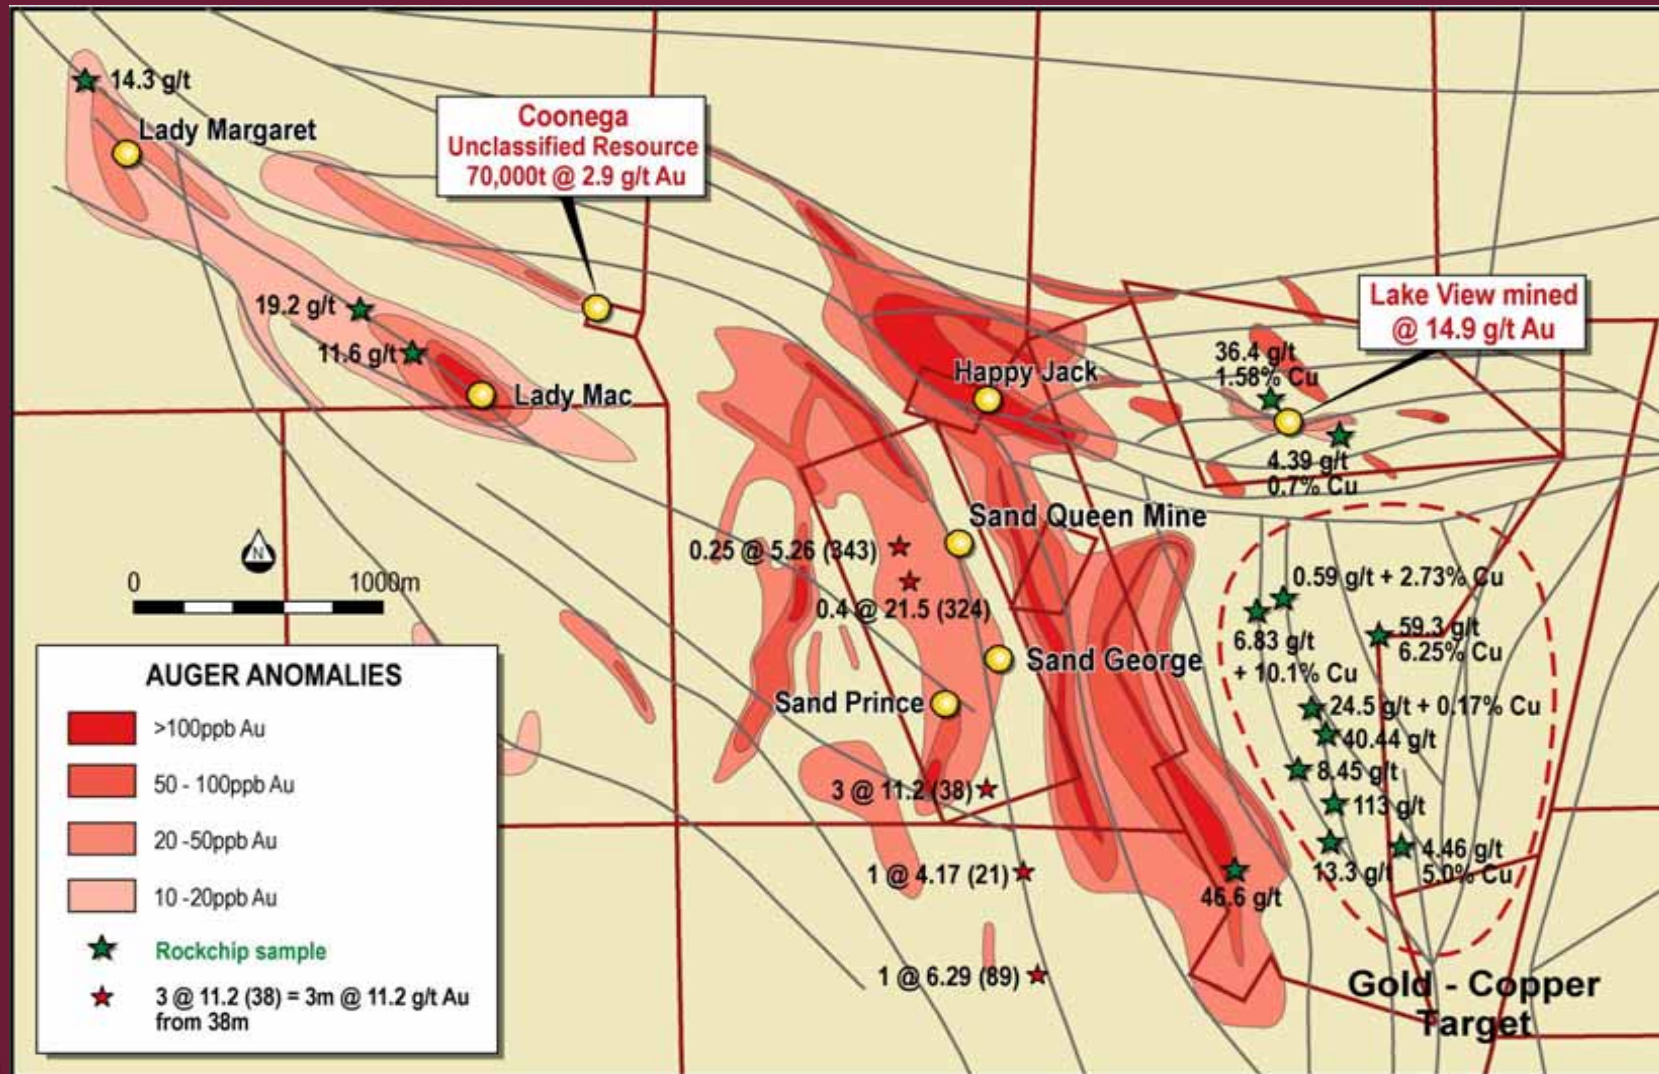 14.3 g/t
Lady Margaret
Coonega
Unclassified Resource
70,000t @ 2.9 g/t Au
19.2 g/t
11.6 g/t
Lady Mac
Happy Jack
Lake View mined
@ 14.9 g/t Au
36.4 g/t
1.58% Cu
4.39 g/t
0.7% Cu
Sand Queen Mine
0.25 @ 5.26 (343)
0.4 @ 21.5 (324)
Sand George
Sand Prince
3 @ 11.2 (38)
1 @ 4.17 (21)
1 @ 6.29 (89)
46.6 g/t
0.59 g/t + 2.73% Cu
6.83 g/t
+ 10.1% Cu
59.3 g/t
6.25% Cu
24.5 g/t + 0.17% Cu
40.44 g/t
8.45 g/t
113 g/t
13.3 g/t
4.46 g/t
5.0% Cu
Gold - Copper
Target
N
0 1000m
AUGER ANOMALIES
>100ppb Au
50 - 100ppb Au
20 -50ppb Au
10 -20ppb Au
Rockchip sample
3 @ 11.2 (38) = 3m @ 11.2 g/t Au
from 38m